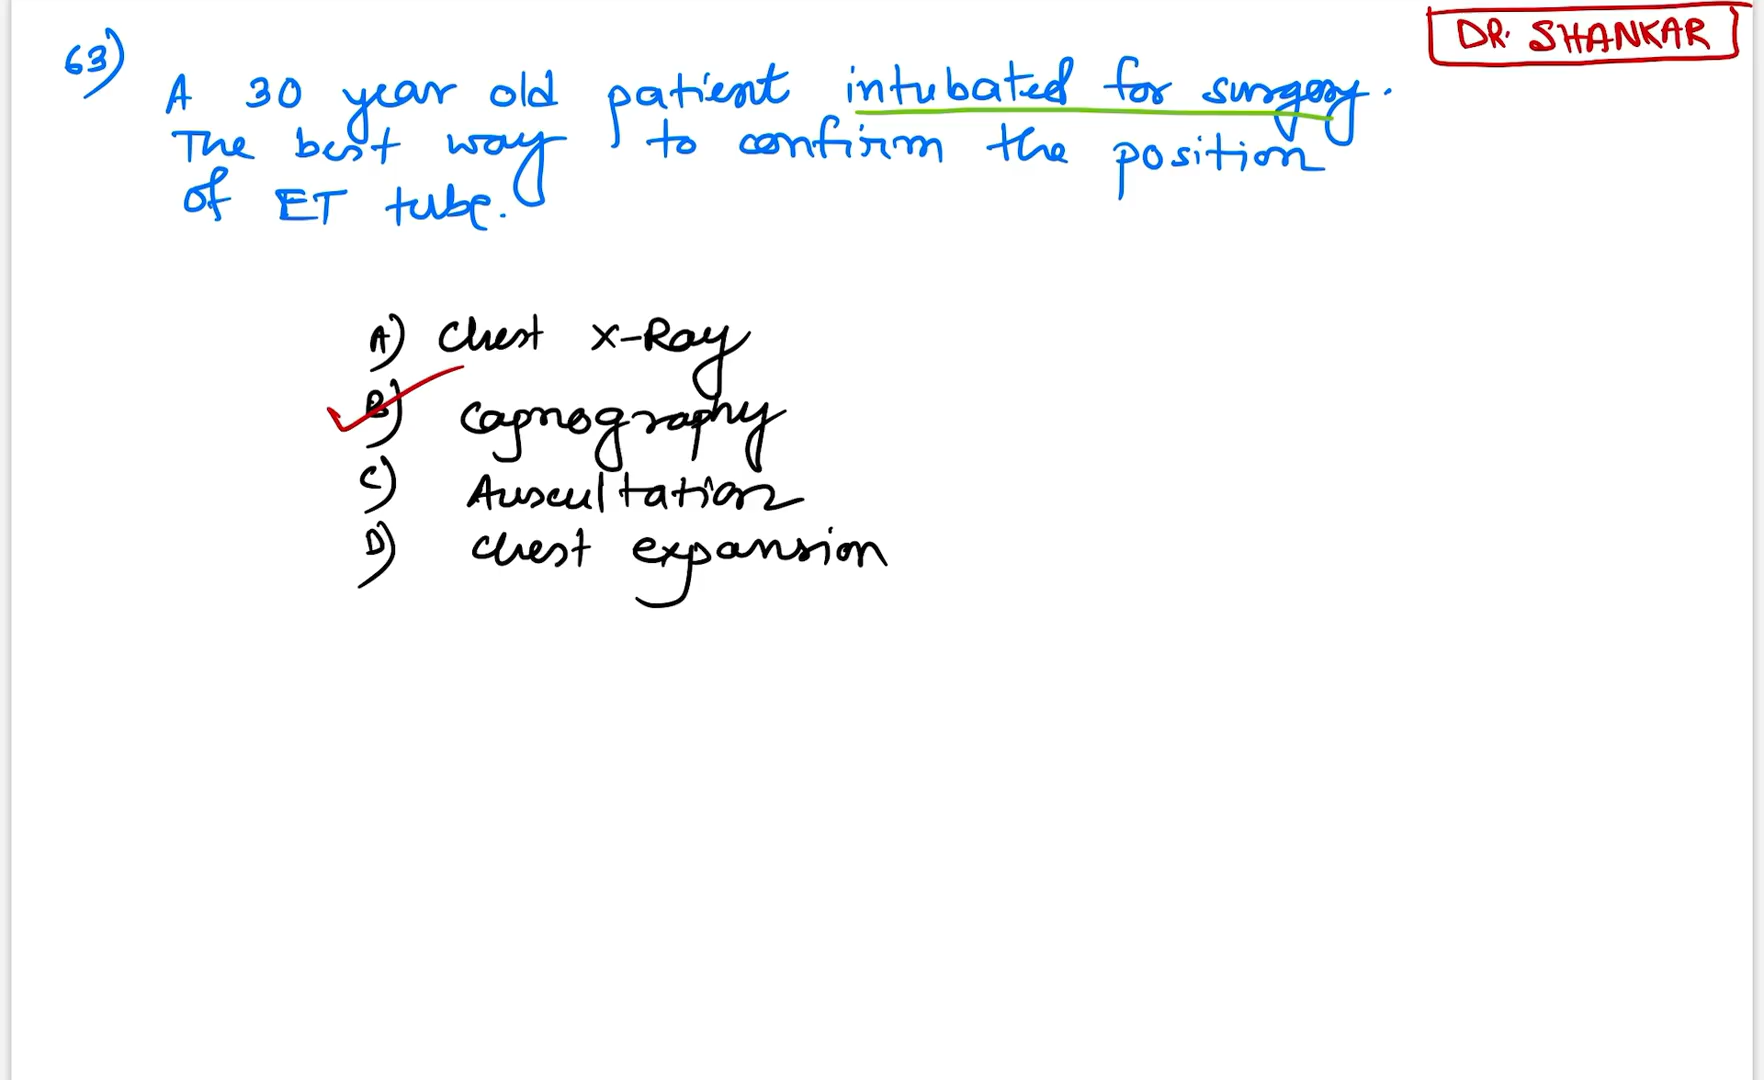 DR. SHANKAR
63)
A 30 year old patient intubated for surgery.
The best way to confirm the position
of ET tube.
A) Chest X-Ray
B) Capnography
C) Auscultation
D) Chest expansion